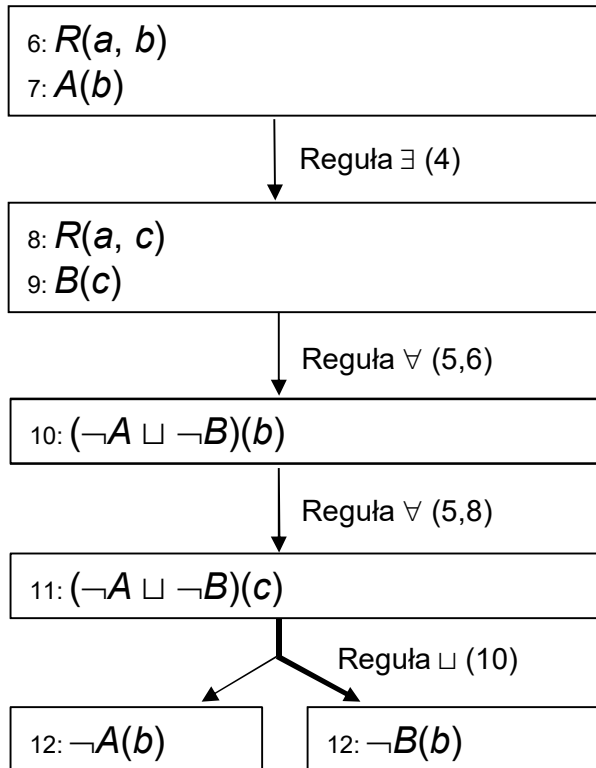 6: R(a, b)
7: A(b)
Reguła ∃ (4)
8: R(a, c)
9: B(c)
Reguła ∀ (5,6)
10: (¬A ⊔ ¬B)(b)
Reguła ∀ (5,8)
11: (¬A ⊔ ¬B)(c)
Reguła ⊔ (10)
12: ¬A(b)
12: ¬B(b)